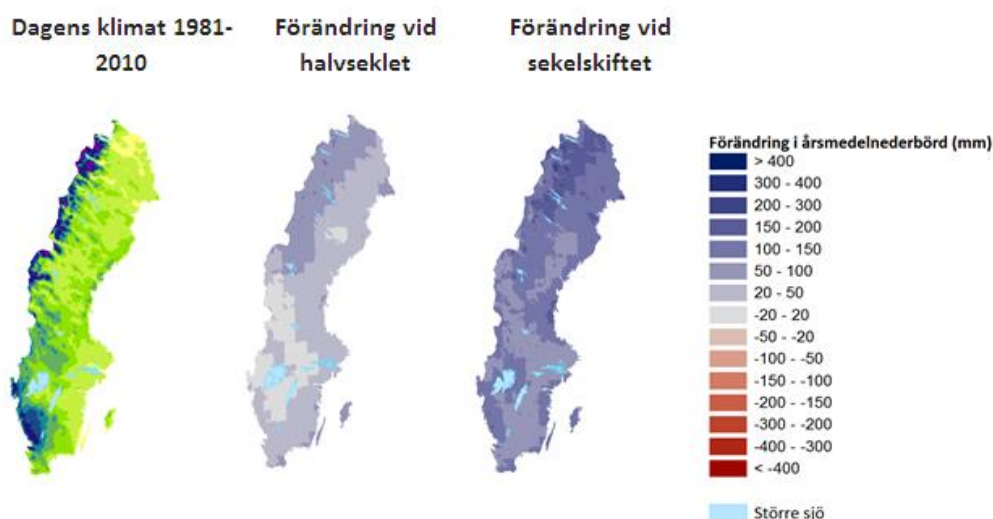 Dagens klimat 1981-
2010
Förändring vid
halvseklet
Förändring vid
sekelskiftet
Förändring i årsmedelnederbörd (mm)
> 400
300 - 400
200 - 300
150 - 200
100 - 150
50 - 100
20 - 50
-20 - 20
-50 - -20
-100 - -50
-150 - -100
-200 - -150
-300 - -200
-400 - -300
< -400
Större sjö